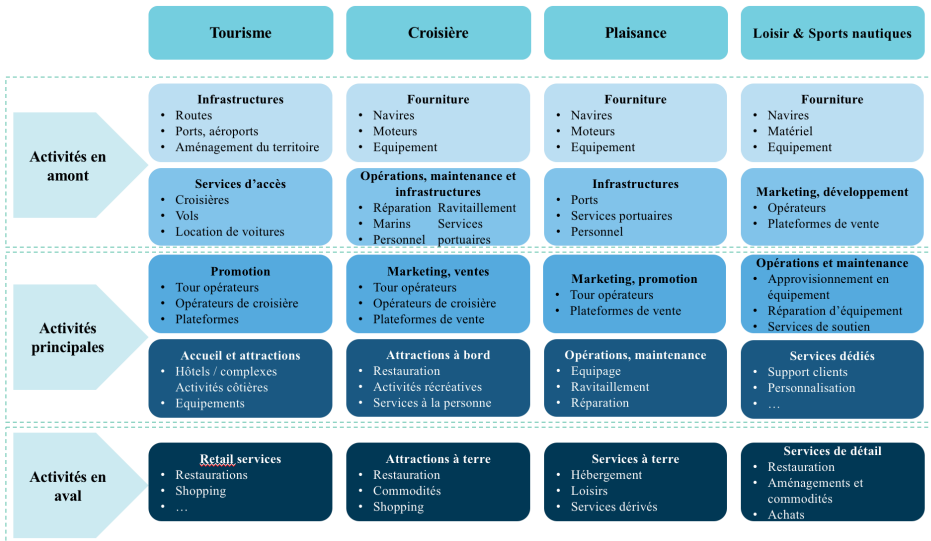 Tourisme
Croisière
Plaisance
Loisir & Sports nautiques
Activités en
amont
Infrastructures
• Routes
• Ports, aéroports
• Aménagement du territoire
Fourniture
• Navires
• Moteurs
• Equipement
Fourniture
• Navires
• Moteurs
• Equipement
Fourniture
• Navires
• Matériel
• Equipement
Services d’accès
• Croisières
• Vols
• Location de voitures
Opérations, maintenance et
infrastructures
• Réparation Ravitaillement
• Marins Services
• Personnel portuaires
Infrastructures
• Ports
• Services portuaires
• Personnel
Marketing, développement
• Opérateurs
• Plateformes de vente
Activités
principales
Promotion
• Tour opérateurs
• Opérateurs de croisière
• Plateformes
Marketing, ventes
• Tour opérateurs
• Opérateurs de croisière
• Plateformes de vente
Marketing, promotion
• Tour opérateurs
• Plateformes de vente
Opérations et maintenance
• Approvisionnement en
équipement
• Réparation d’équipement
• Services de soutien
Accueil et attractions
• Hôtels / complexes
Activités côtières
• Equipements
Attractions à bord
• Restauration
• Activités récréatives
• Services à la personne
Opérations, maintenance
• Equipage
• Ravitaillement
• Réparation
Services dédiés
• Support clients
• Personnalisation
• …
Activités en
aval
Retail services
• Restaurations
• Shopping
• …
Attractions à terre
• Restauration
• Commodités
• Shopping
Services à terre
• Hébergement
• Loisirs
• Services dérivés
Services de détail
• Restauration
• Aménagements et
commodités
• Achats